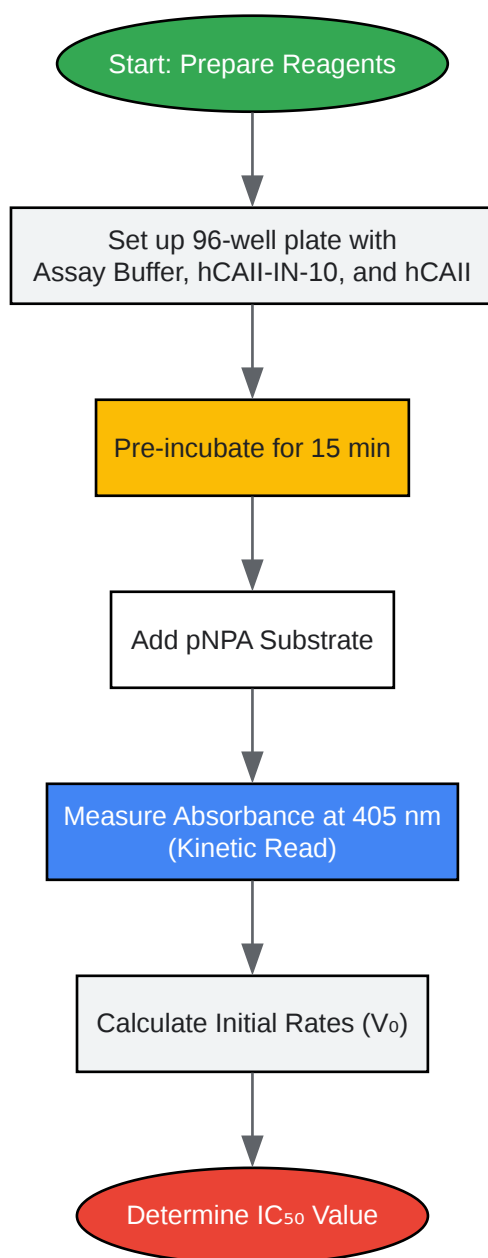 Start: Prepare Reagents
Set up 96-well plate with
Assay Buffer, hCAII-IN-10, and hCAII
Pre-incubate for 15 min
Add pNPA Substrate
Measure Absorbance at 405 nm
(Kinetic Read)
Calculate Initial Rates (V₀)
Determine IC₅₀ Value